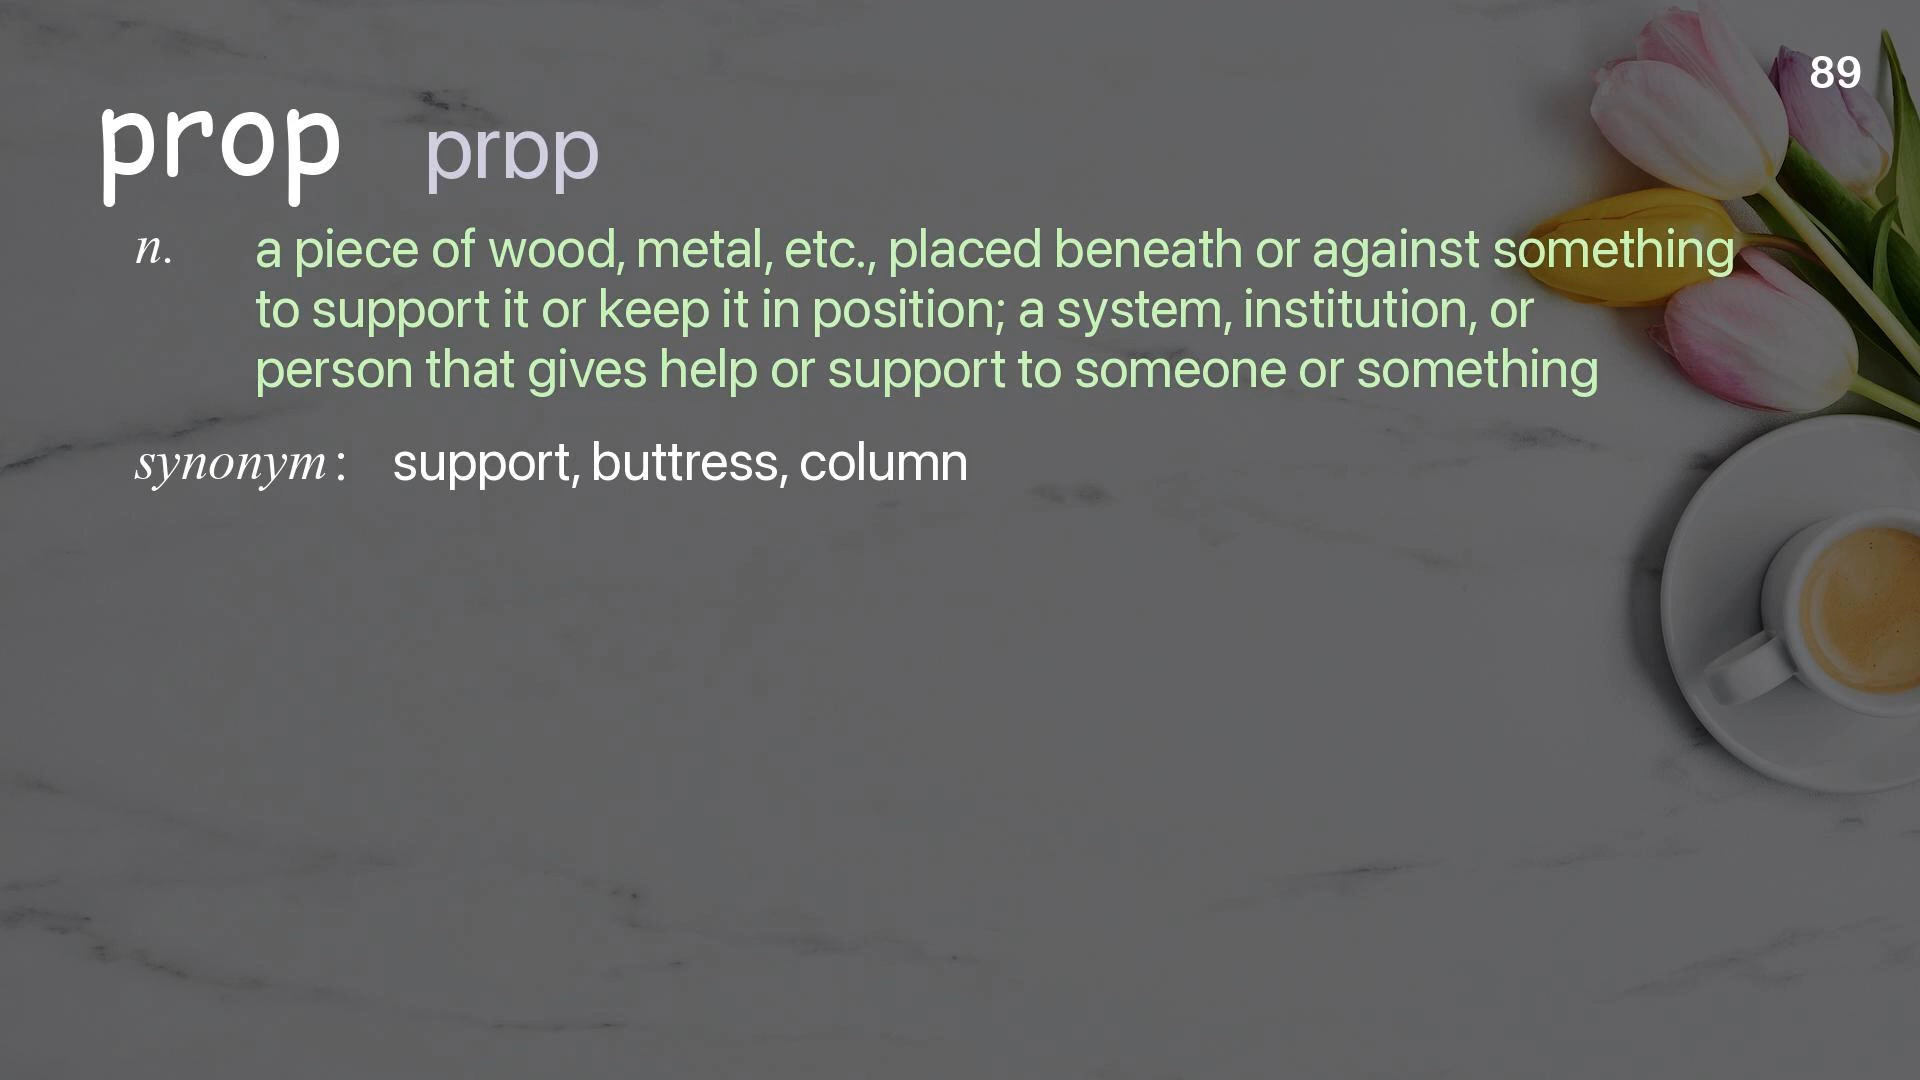 89
prop prɒp
n. a piece of wood, metal, etc., placed beneath or against something
to support it or keep it in position; a system, institution, or
person that gives help or support to someone or something
synonym : support, buttress, column